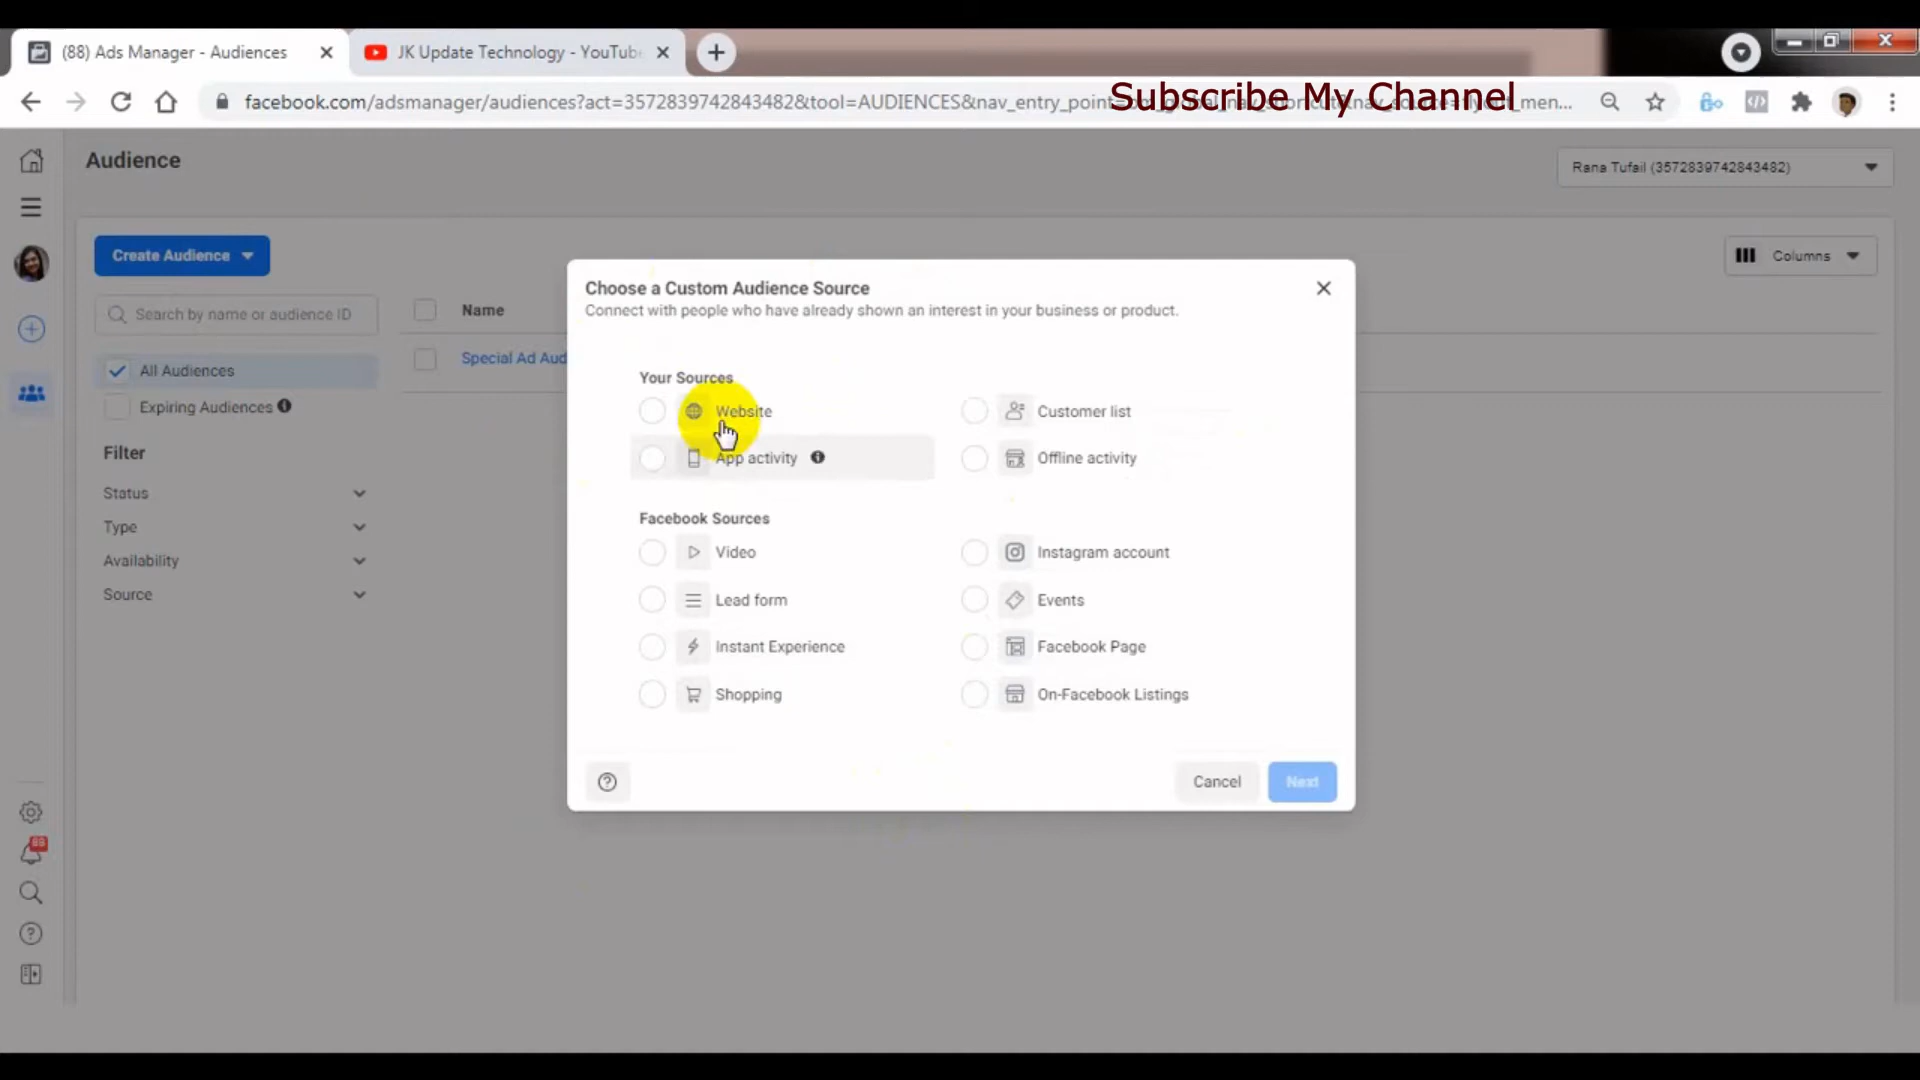 (88) Ads Manager - Audiences
JK Update Technology - YouTub
Subscribe My Channel
Audience
Rana Tufail (3572839742843482)
Create Audience
Columns
Search by name or audience ID
Name
Special Ad Aud
All Audiences
Expiring Audiences
Filter
Status
Type
Availability
Source
88
Choose a Custom Audience Source
Connect with people who have already shown an interest in your business or product.
Your Sources
Website
Customer list
App activity
Offline activity
Facebook Sources
Video
Instagram account
Lead form
Events
Instant Experience
Facebook Page
Shopping
On-Facebook Listings
Cancel
Next
facebook.com/adsmanager/audiences?act=3572839742843482&tool=AUDIENCES&nav_entry_point=